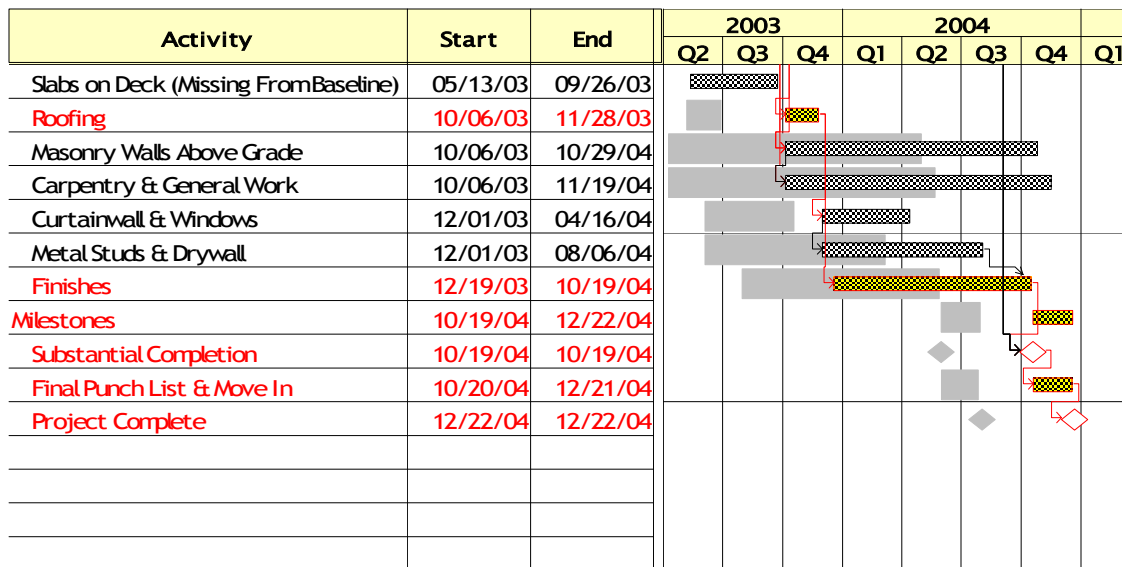 Activity Start End 2003 2004
Q2 Q3 Q4 Q1 Q2 Q3 Q4 Q1
Slabs on Deck (Missing From Baseline) 05/13/03 09/26/03
Roofing 10/06/03 11/28/03
Masonry Walls Above Grade 10/06/03 10/29/04
Carpentry & General Work 10/06/03 11/19/04
Curtainwall & Windows 12/01/03 04/16/04
Metal Studs & Drywall 12/01/03 08/06/04
Finishes 12/19/03 10/19/04
Milestones 10/19/04 12/22/04
Substantial Completion 10/19/04 10/19/04
Final Punch List & Move In 10/20/04 12/21/04
Project Complete 12/22/04 12/22/04